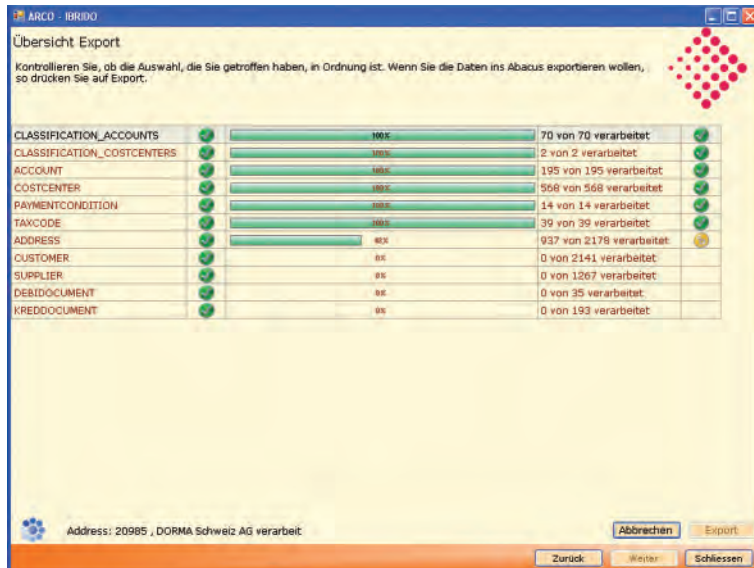 ARCO - IBRIDO
Übersicht Export
Kontrollieren Sie, ob die Auswahl, die Sie getroffen haben, in Ordnung ist. Wenn Sie die Daten ins Abacus exportieren wollen,
so drücken Sie auf Export.
CLASSIFICATION_ACCOUNTS 100% 70 von 70 verarbeitet
CLASSIFICATION_COSTCENTERS 100% 2 von 2 verarbeitet
ACCOUNT 100% 195 von 195 verarbeitet
COSTCENTER 100% 568 von 568 verarbeitet
PAYMENTCONDITION 100% 14 von 14 verarbeitet
TAXCODE 100% 39 von 39 verarbeitet
ADDRESS 937 von 2178 verarbeitet
CUSTOMER 0% 0 von 2141 verarbeitet
SUPPLIER 0% 0 von 1267 verarbeitet
DEBIDOCUMENT 0% 0 von 35 verarbeitet
KREDDOCUMENT 0% 0 von 193 verarbeitet
Address: 20985 , DORMA Schweiz AG verarbeit
Abbrechen Export
Zurück Weiter Schliessen